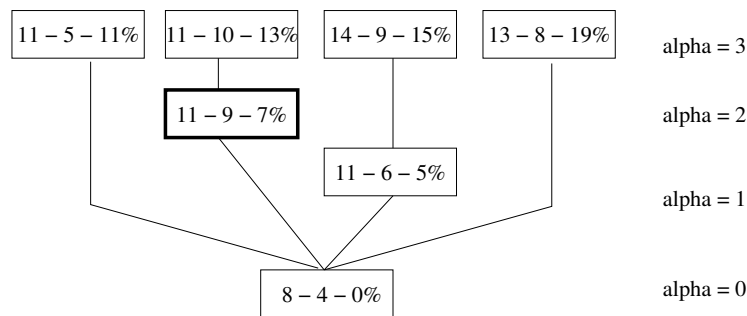 11 – 5 – 11% 11 – 10 – 13% 14 – 9 – 15% 13 – 8 – 19% alpha = 3
11 – 9 – 7% alpha = 2
11 – 6 – 5%
alpha = 1
8 – 4 – 0% alpha = 0